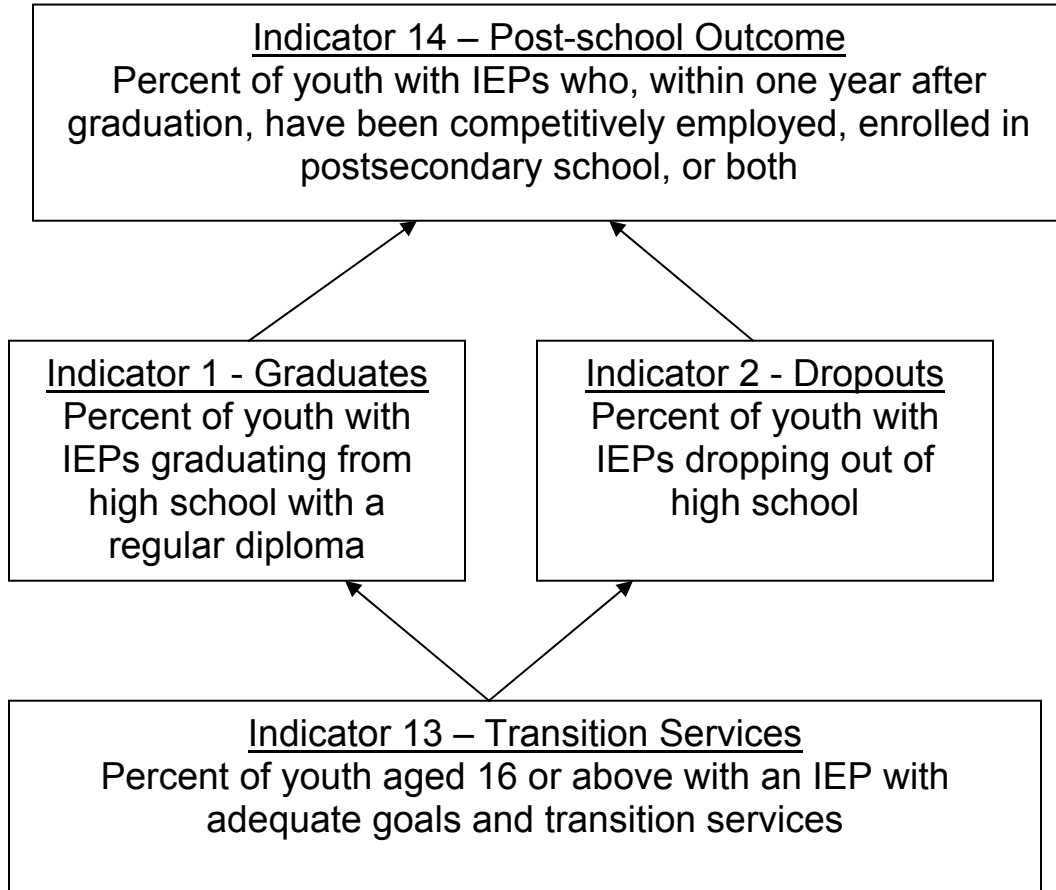 Indicator 14 – Post-school Outcome
Percent of youth with IEPs who, within one year after
graduation, have been competitively employed, enrolled in
postsecondary school, or both
Indicator 1 - Graduates
Percent of youth with
IEPs graduating from
high school with a
regular diploma
Indicator 2 - Dropouts
Percent of youth with
IEPs dropping out of
high school
Indicator 13 – Transition Services
Percent of youth aged 16 or above with an IEP with
adequate goals and transition services